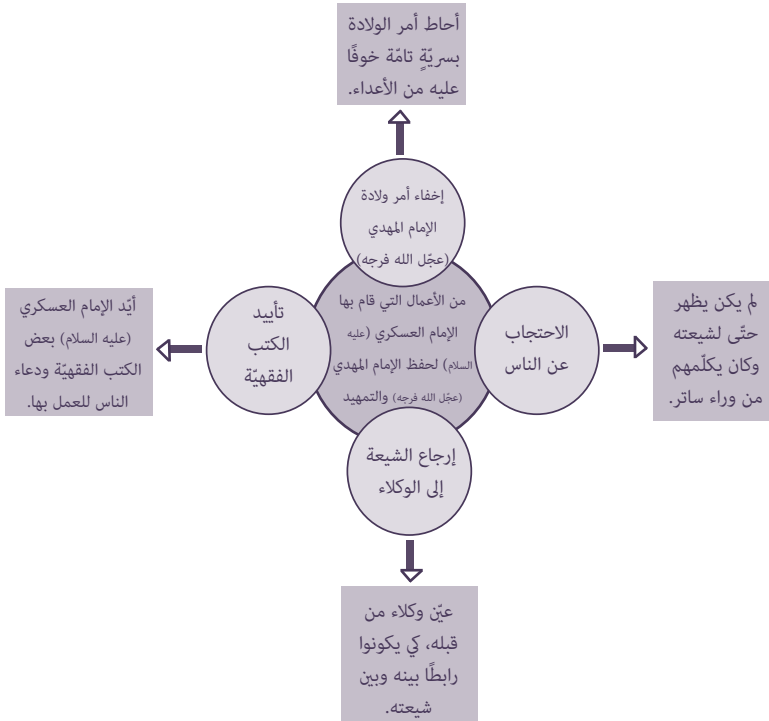 أحاط أمر الولادة
بسريّةٍ تامّة خوفًا
عليه من الأعداء.
إخفاء أمر ولادة
الإمام المهدي
(عجّل الله فرجه)
من الأعمال التي قام بها
الإمام العسكري (عليه
السلام) لحفظ الإمام المهدي
(عجّل الله فرجه) والتمهيد
الاحتجاب
عن الناس
لم يكن يظهر
حتّى لشيعته
وكان يكلّمهم
من وراء ساتر.
تأييد
الكتب
الفقهيّة
أيّد الإمام العسكري
(عليه السلام) بعض
الكتب الفقهيّة ودعاء
الناس للعمل بها.
إرجاع الشيعة
إلى الوكلاء
عيّن وكلاء من
قبله، كي يكونوا
رابطًا بينه وبين
شيعته.